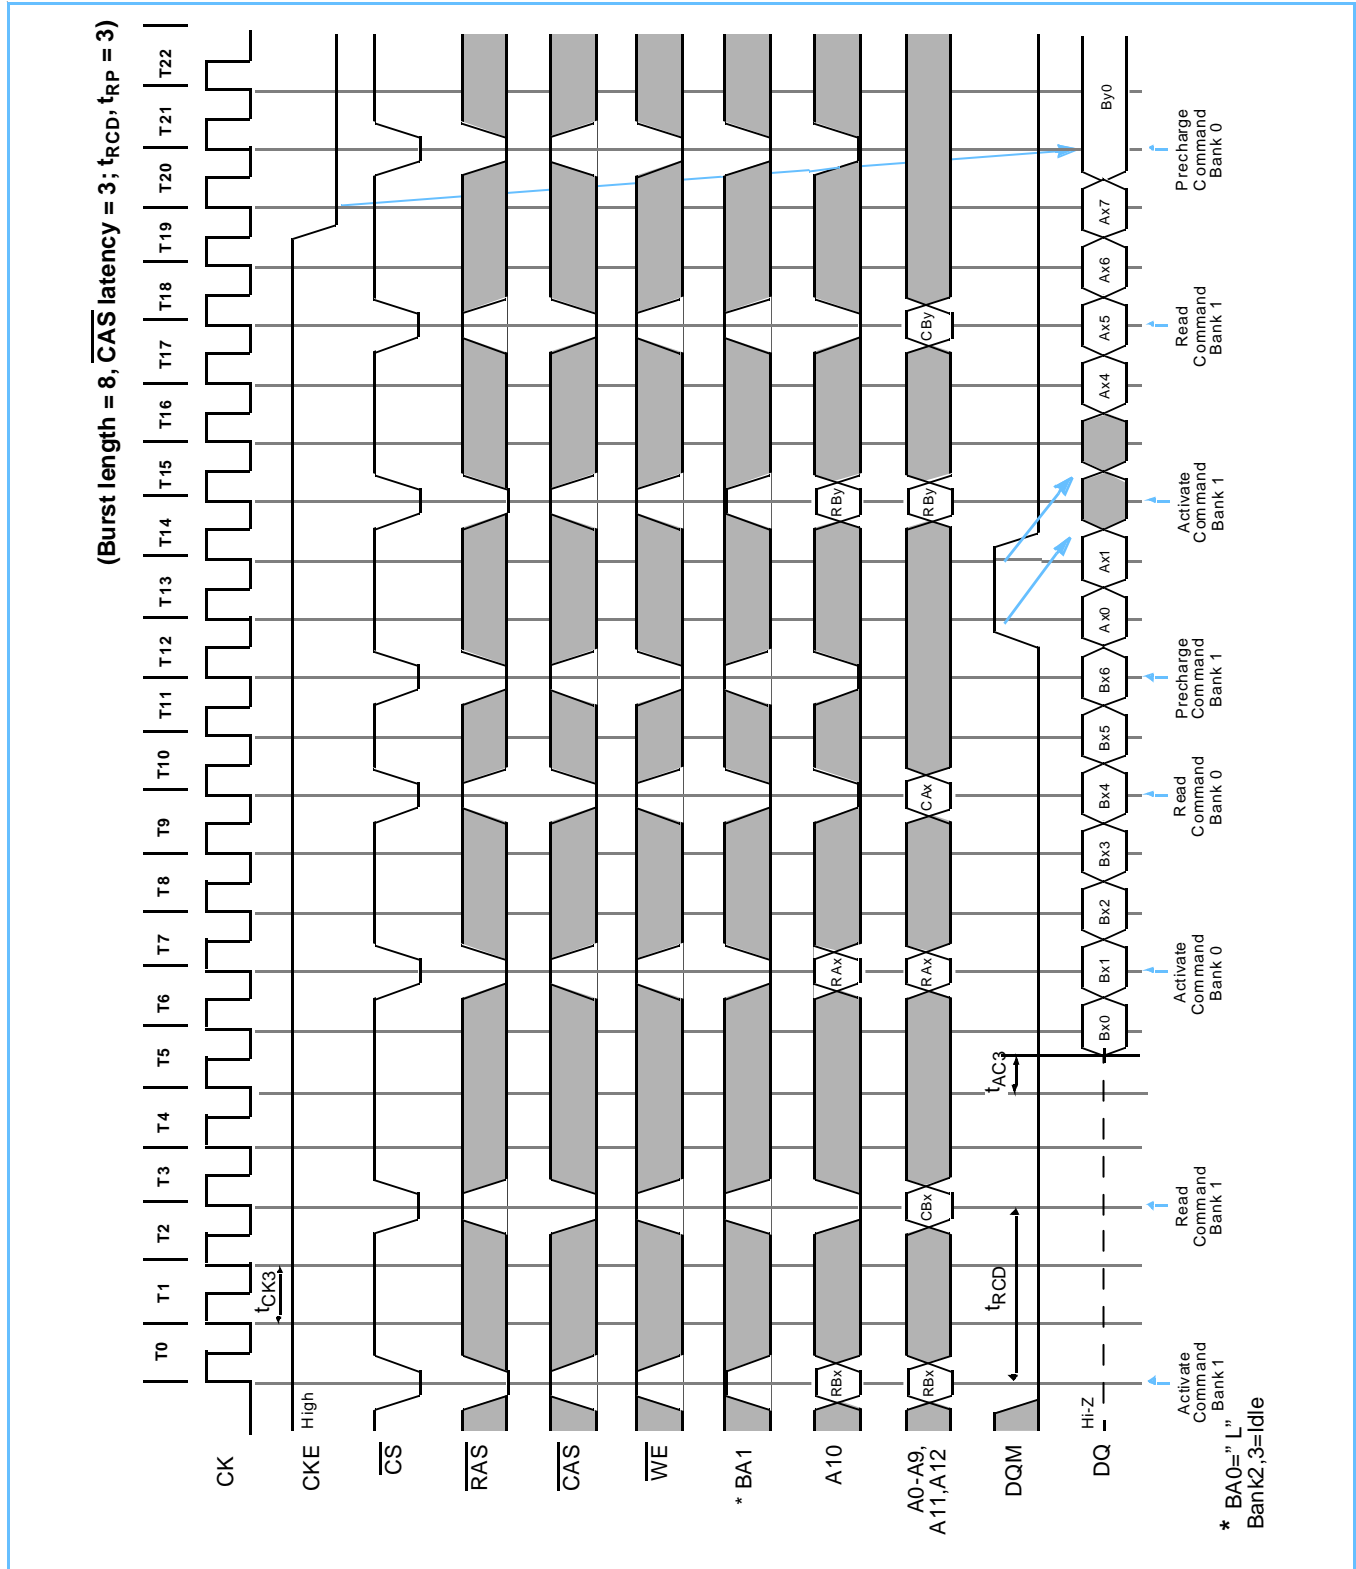 (Burst length = 8, CAS latency = 3; tRCD, tRP = 3)
T0 T1 T2 T3 T4 T5 T6 T7 T8 T9 T10 T11 T12 T13 T14 T15 T16 T17 T18 T19 T20 T21 T22
CK
tCK3
CKE
High
CS
RAS
CAS
WE
* BA1
A10
RBx RAx RBy
A0-A9,
A11,A12
RBx CBx RAx CAx RBy CBy
DQM
tRCD
tAC3
DQ
Hi-Z
Bx0 Bx1 Bx2 Bx3 Bx4 Bx5 Bx6 Ax0 Ax1 Ax4 Ax5 Ax6 Ax7 By0
Activate
Command
Bank 1
Read
Command
Bank 1
Activate
Command
Bank 0
Read
Command
Bank 0
Precharge
Command
Bank 1
Activate
Command
Bank 1
Read
Command
Bank 1
Precharge
Command
Bank 0
* BA0=” L”
Bank2,3=Idle